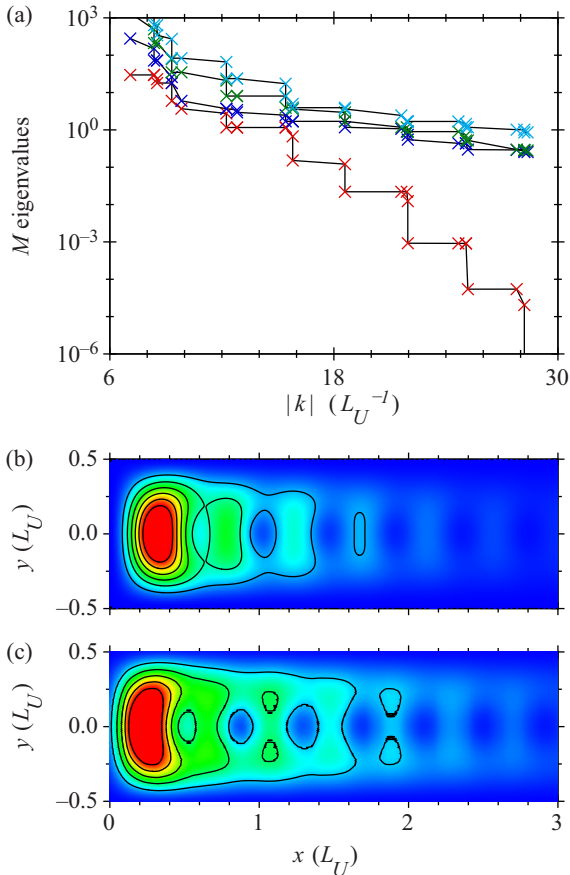 (a)
10^3
10^0
10^−3
10^−6
M eigenvalues
6
18
30
|k| (L_U^-1)
(b)
0.5
0.0
−0.5
y (L_U)
(c)
0.5
0.0
−0.5
y (L_U)
0
1
2
3
x (L_U)